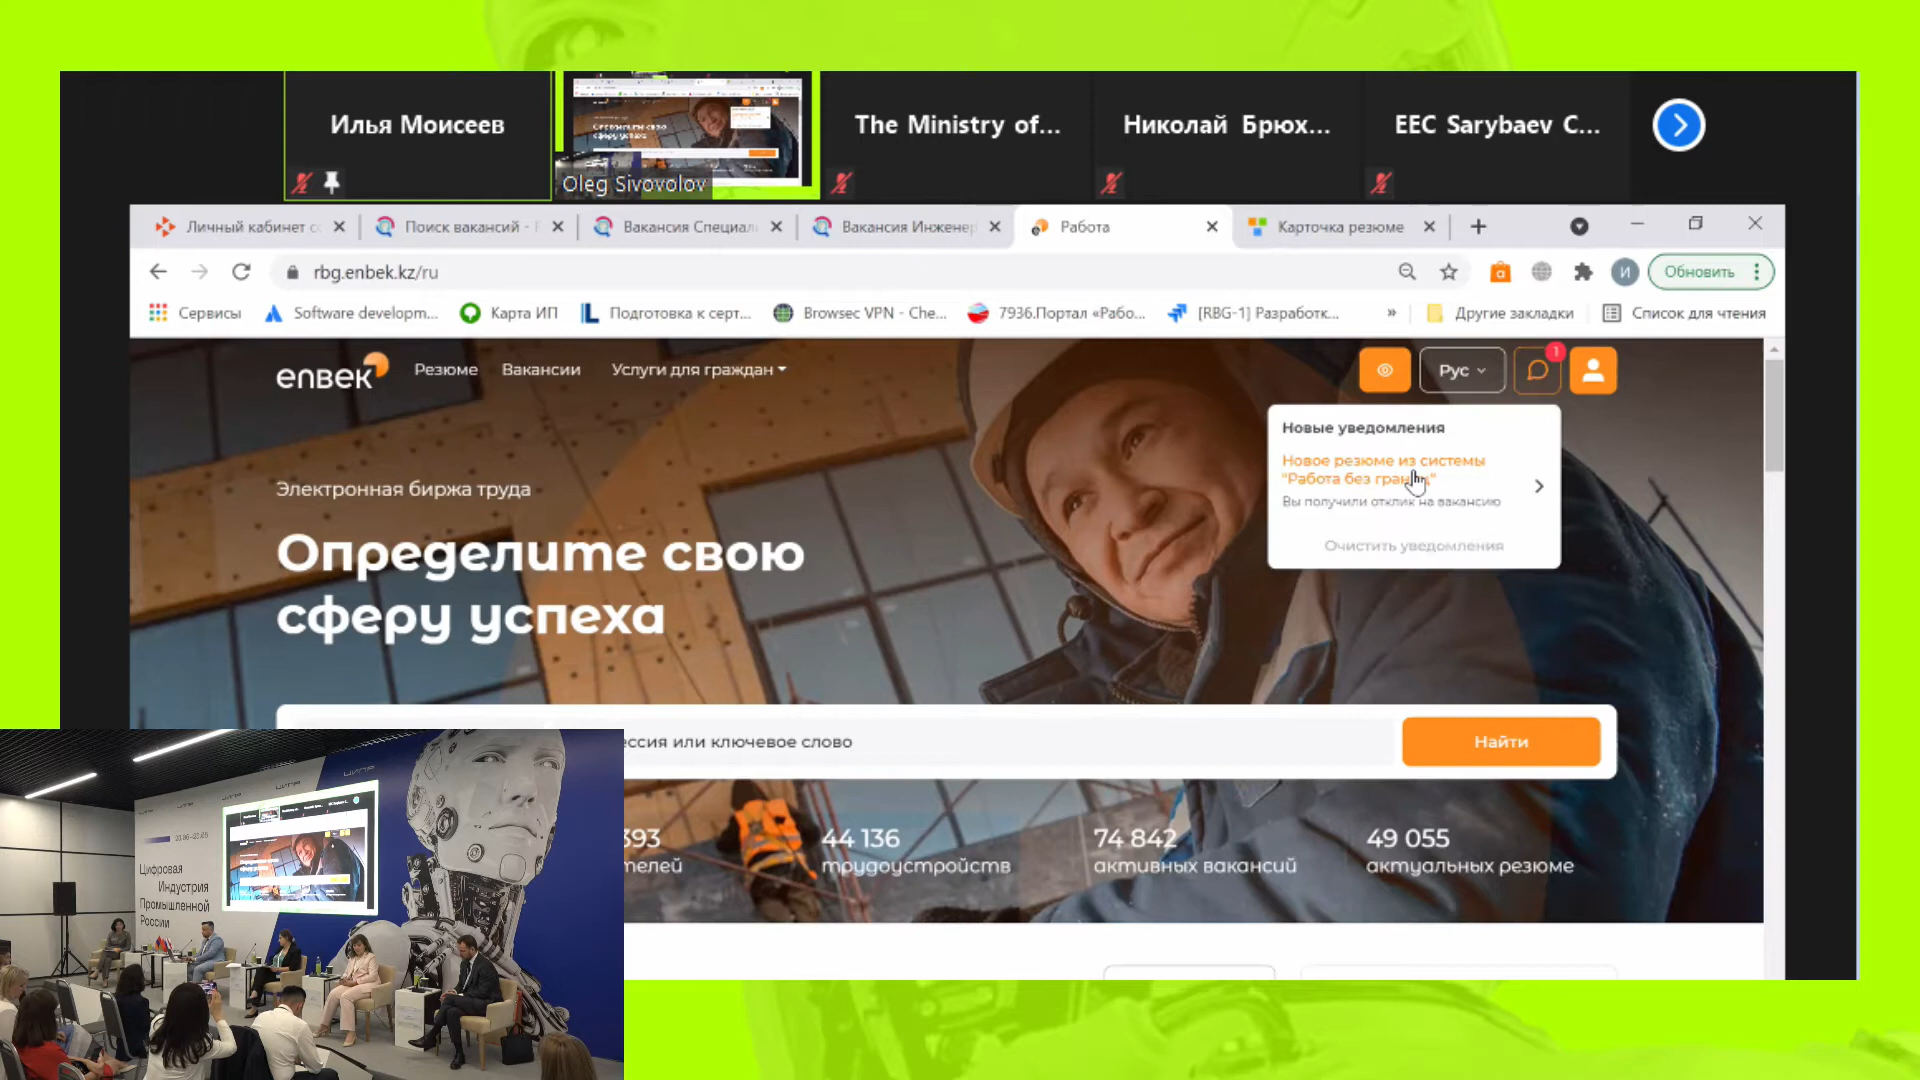 Илья Моисеев
Oleg Sivovolov
The Ministry of...
Николай Брюх...
EEC Sarybaev C...
Личный кабинет с
Поиск вакансий -
Вакансия Специал
Вакансия Инженер
Работа
Карточка резюме
rbg.enbek.kz/ru
И
Обновить
Сервисы
Software developm...
Карта ИП
Подготовка к серт...
Browsec VPN - Che...
7936.Портал «Рабо...
[RBG-1] Разработк...
»
Другие закладки
Список для чтения
enbek
Резюме
Вакансии
Услуги для граждан
Рус
1
Новые уведомления
Новое резюме из системы
"Работа без
Вы получили отклик на вакансию
Очистить уведомления
Электронная биржа труда
Определите свою
сферу успеха
ессия или ключевое слово
Найти
393
телей
44 136
трудоустройств
74 842
активных вакансий
49 055
актуальных резюме
ЦИПР
Цифровая
Индустрия
Промышленной
России